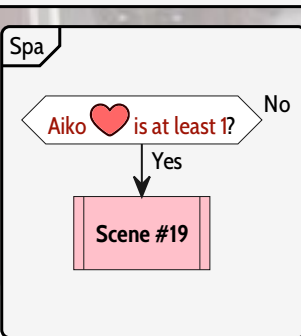 Spa
Aiko ❤ is at least 1?
No
Yes
Scene #19